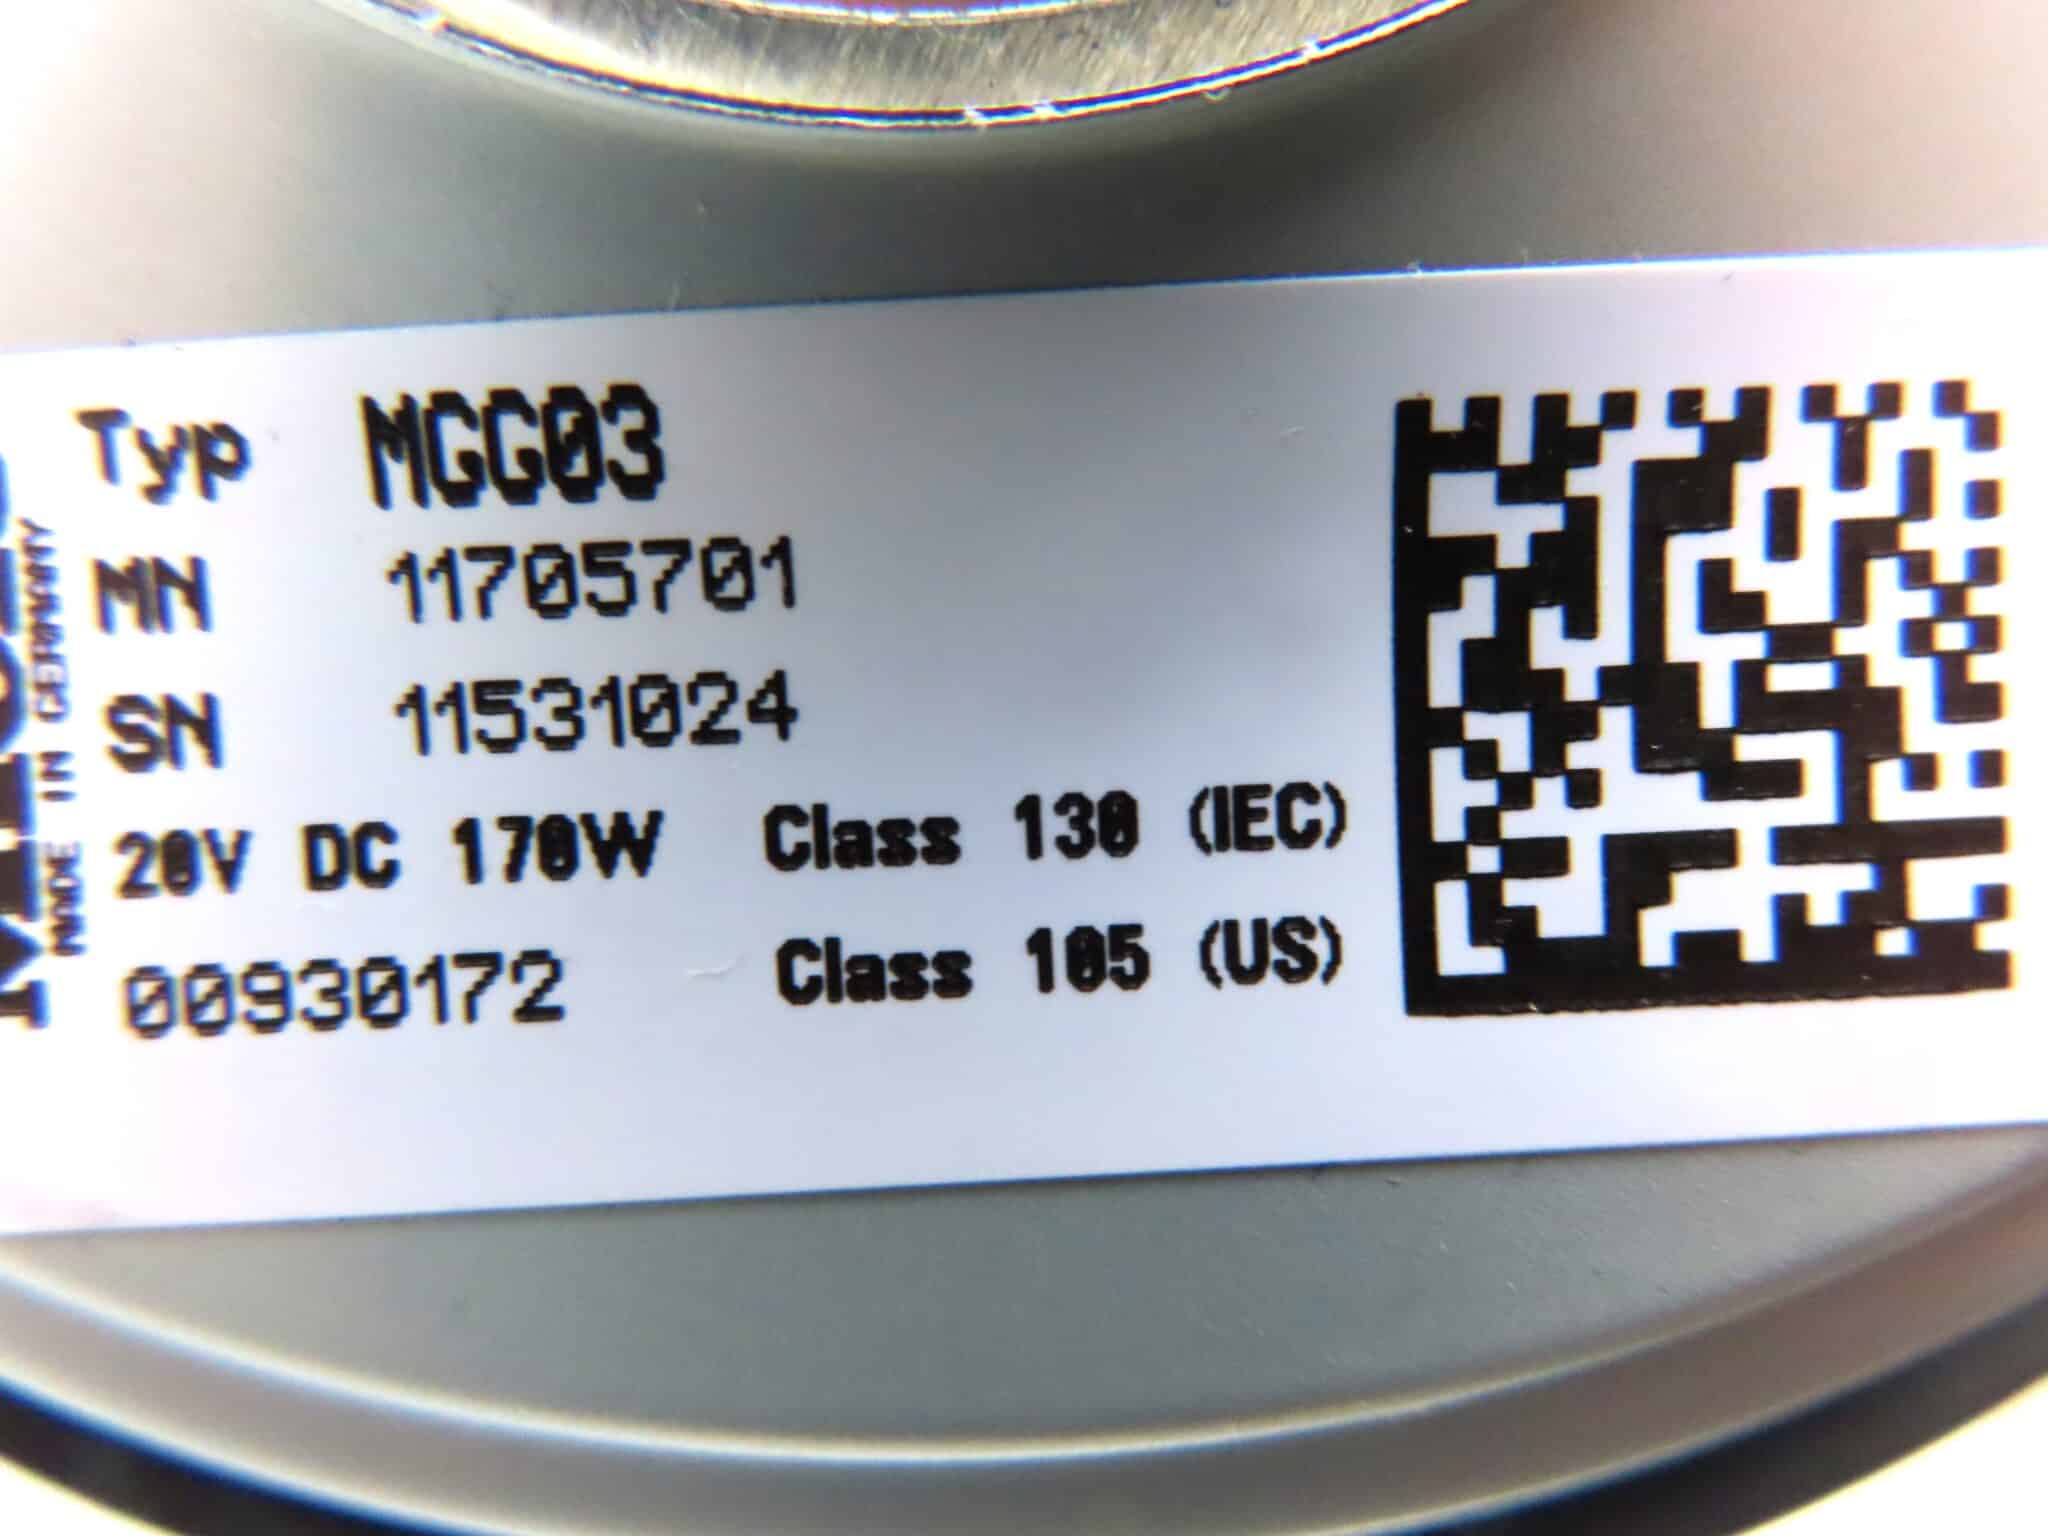 Typ MGG03
MN 11705701
SN 11531024
20V DC 170W Class 130 (IEC)
00930172 Class 105 (US)
MADE IN GERMANY